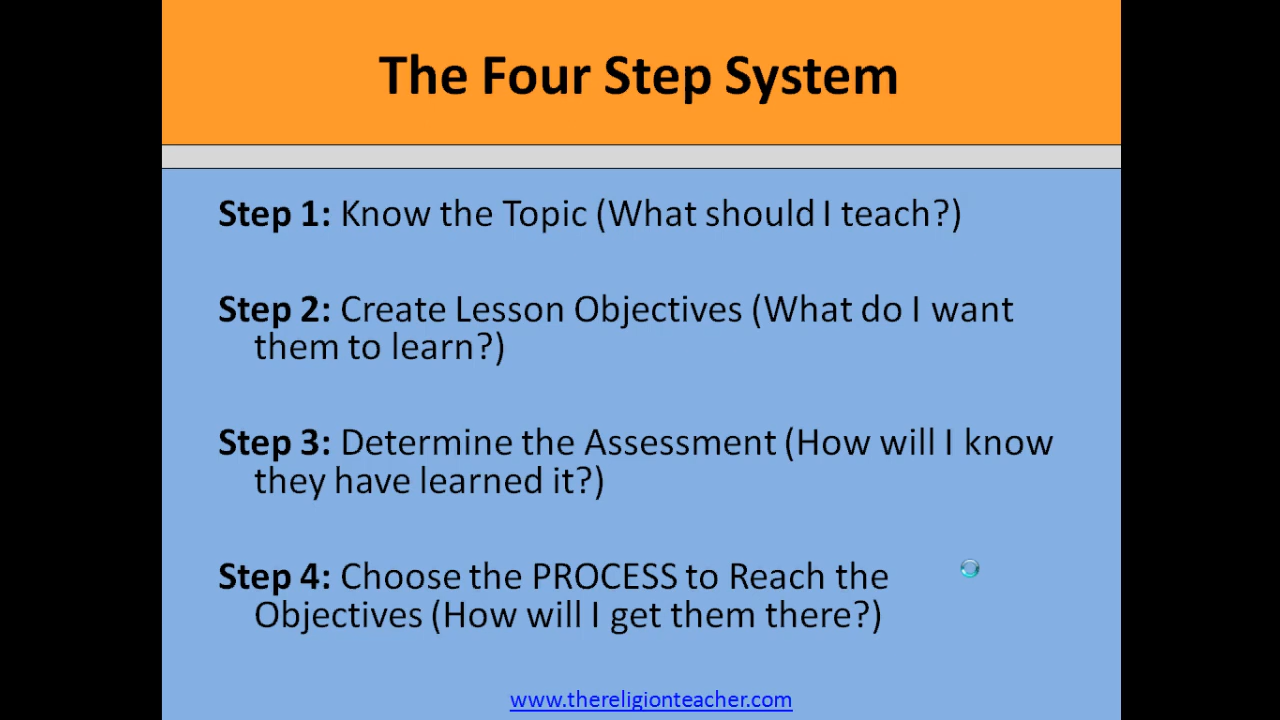 The Four Step System
Step 1: Know the Topic (What should I teach?)
Step 2: Create Lesson Objectives (What do I want
them to learn?)
Step 3: Determine the Assessment (How will I know
they have learned it?)
Step 4: Choose the PROCESS to Reach the
Objectives (How will I get them there?)
www.thereligionteacher.com